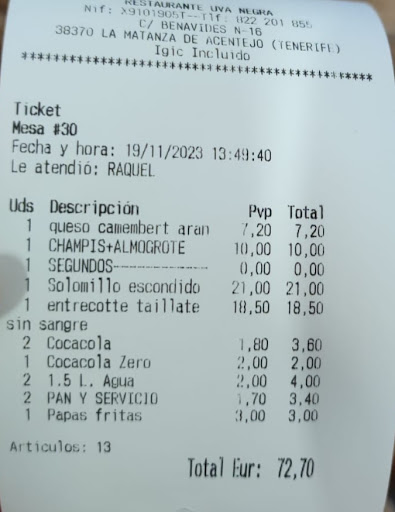 RESTAURANTE UVA NEGRA
Nif: X9101905T--Tlf: 822 201 855
C/ BENAVIDES N-16
38370 LA MATANZA DE ACENTEJO (TENERIFE)
Igic Incluido
************************************************
Ticket
Mesa #30
Fecha y hora: 19/11/2023 13:49:40
Le atendió: RAQUEL
Uds Descripción Pvp Total
1 queso camembert aran 7,20 7,20
1 CHAMPIS+ALMOGROTE 10,00 10,00
1 SEGUNDOS-------------- 0,00 0,00
1 Solomillo escondido 21,00 21,00
1 entrecotte taillate 18,50 18,50
sin sangre
2 Cocacola 1,80 3,60
1 Cocacola Zero 2,00 2,00
2 1.5 L. Agua 2,00 4,00
2 PAN Y SERVICIO 1,70 3,40
1 Papas fritas 3,00 3,00
Articulos: 13
Total Eur: 72,70